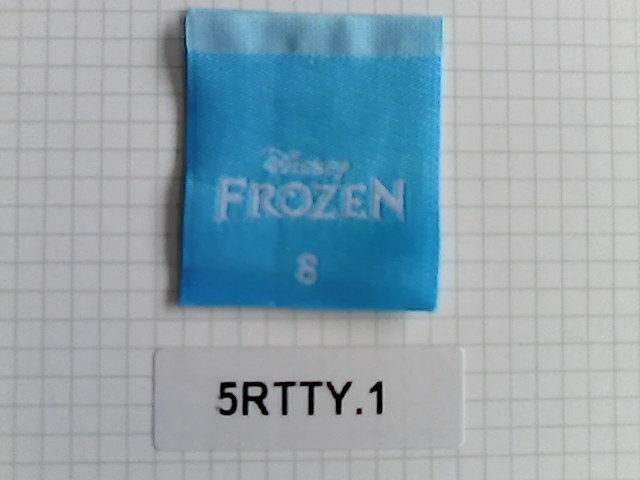 Disney
FROZEN
8
5RTTY.1